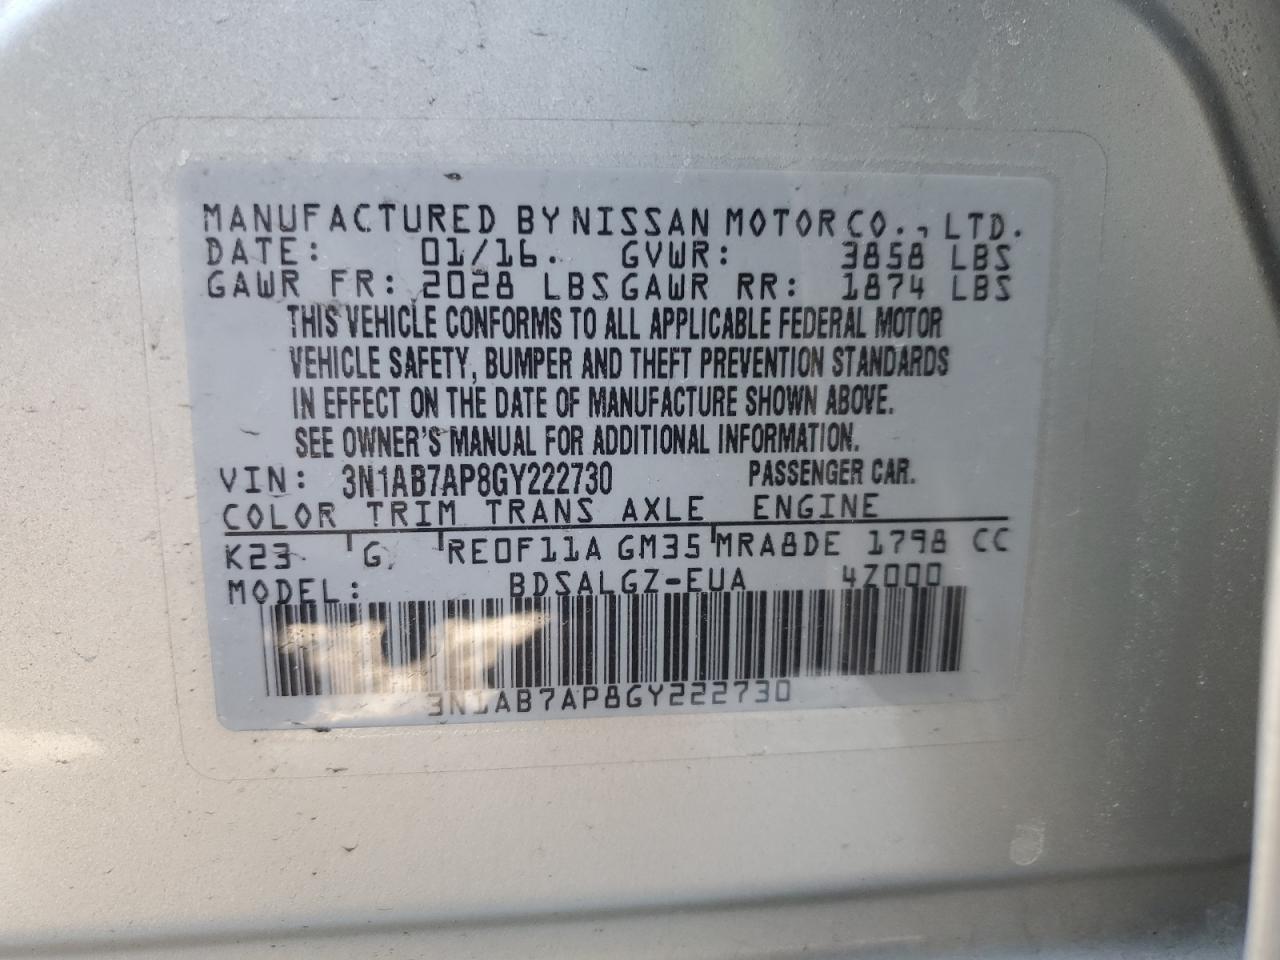 MANUFACTURED BY NISSAN MOTOR CO., LTD.
DATE: 01/16. GVWR: 3858 LBS
GAWR FR: 2028 LBS GAWR RR: 1874 LBS
THIS VEHICLE CONFORMS TO ALL APPLICABLE FEDERAL MOTOR
VEHICLE SAFETY, BUMPER AND THEFT PREVENTION STANDARDS
IN EFFECT ON THE DATE OF MANUFACTURE SHOWN ABOVE.
SEE OWNER'S MANUAL FOR ADDITIONAL INFORMATION.
VIN: 3N1AB7AP8GY222730 PASSENGER CAR.
COLOR TRIM TRANS AXLE ENGINE
K23 G RE0F11A GM35 MRA8DE 1798 CC
MODEL: BDSALGZ-EUA 4Z000
3N1AB7AP8GY222730